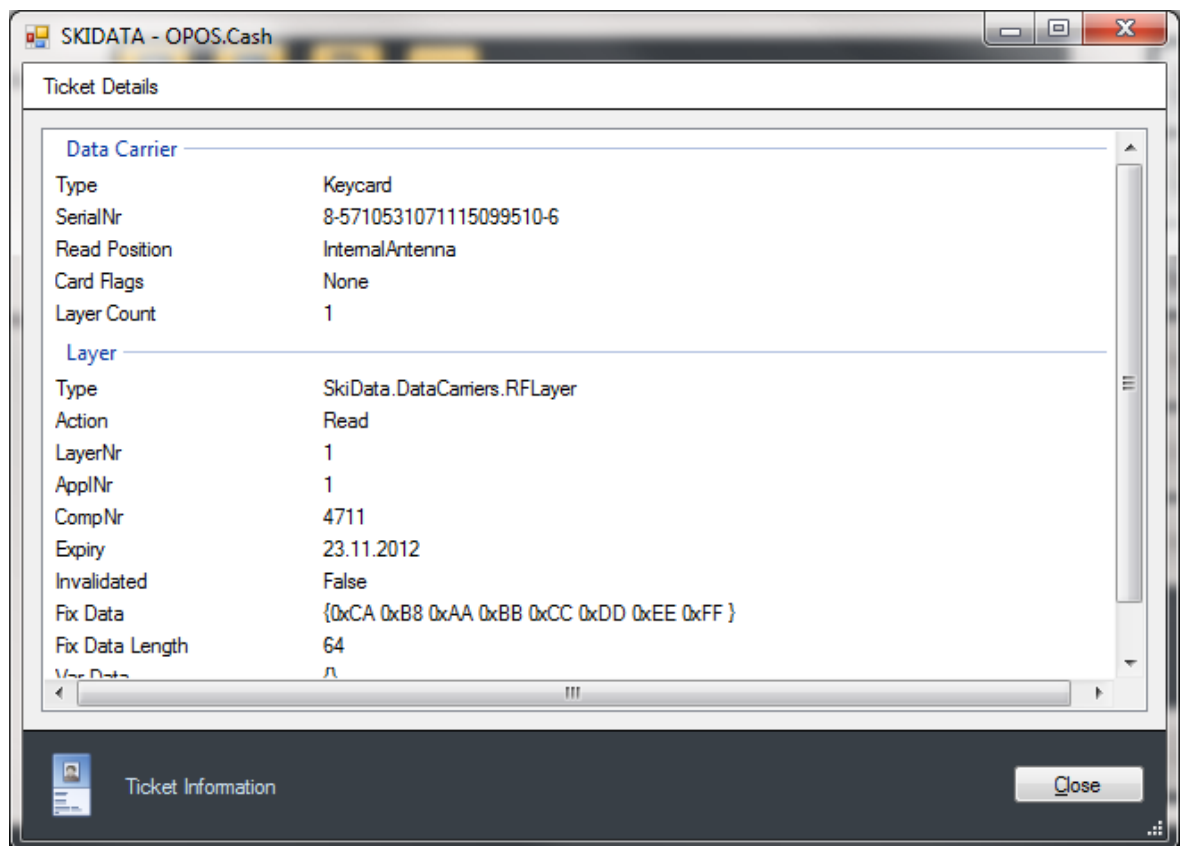 SKIDATA - OPOS.Cash
Ticket Details
Data Carrier
Type Keycard
SerialNr 8-5710531071115099510-6
Read Position InternalAntenna
Card Flags None
Layer Count 1
Layer
Type SkiData.DataCarriers.RFLayer
Action Read
LayerNr 1
ApplNr 1
CompNr 4711
Expiry 23.11.2012
Invalidated False
Fix Data {0xCA 0xB8 0xAA 0xBB 0xCC 0xDD 0xEE 0xFF }
Fix Data Length 64
Var Data {}
Ticket Information
Close